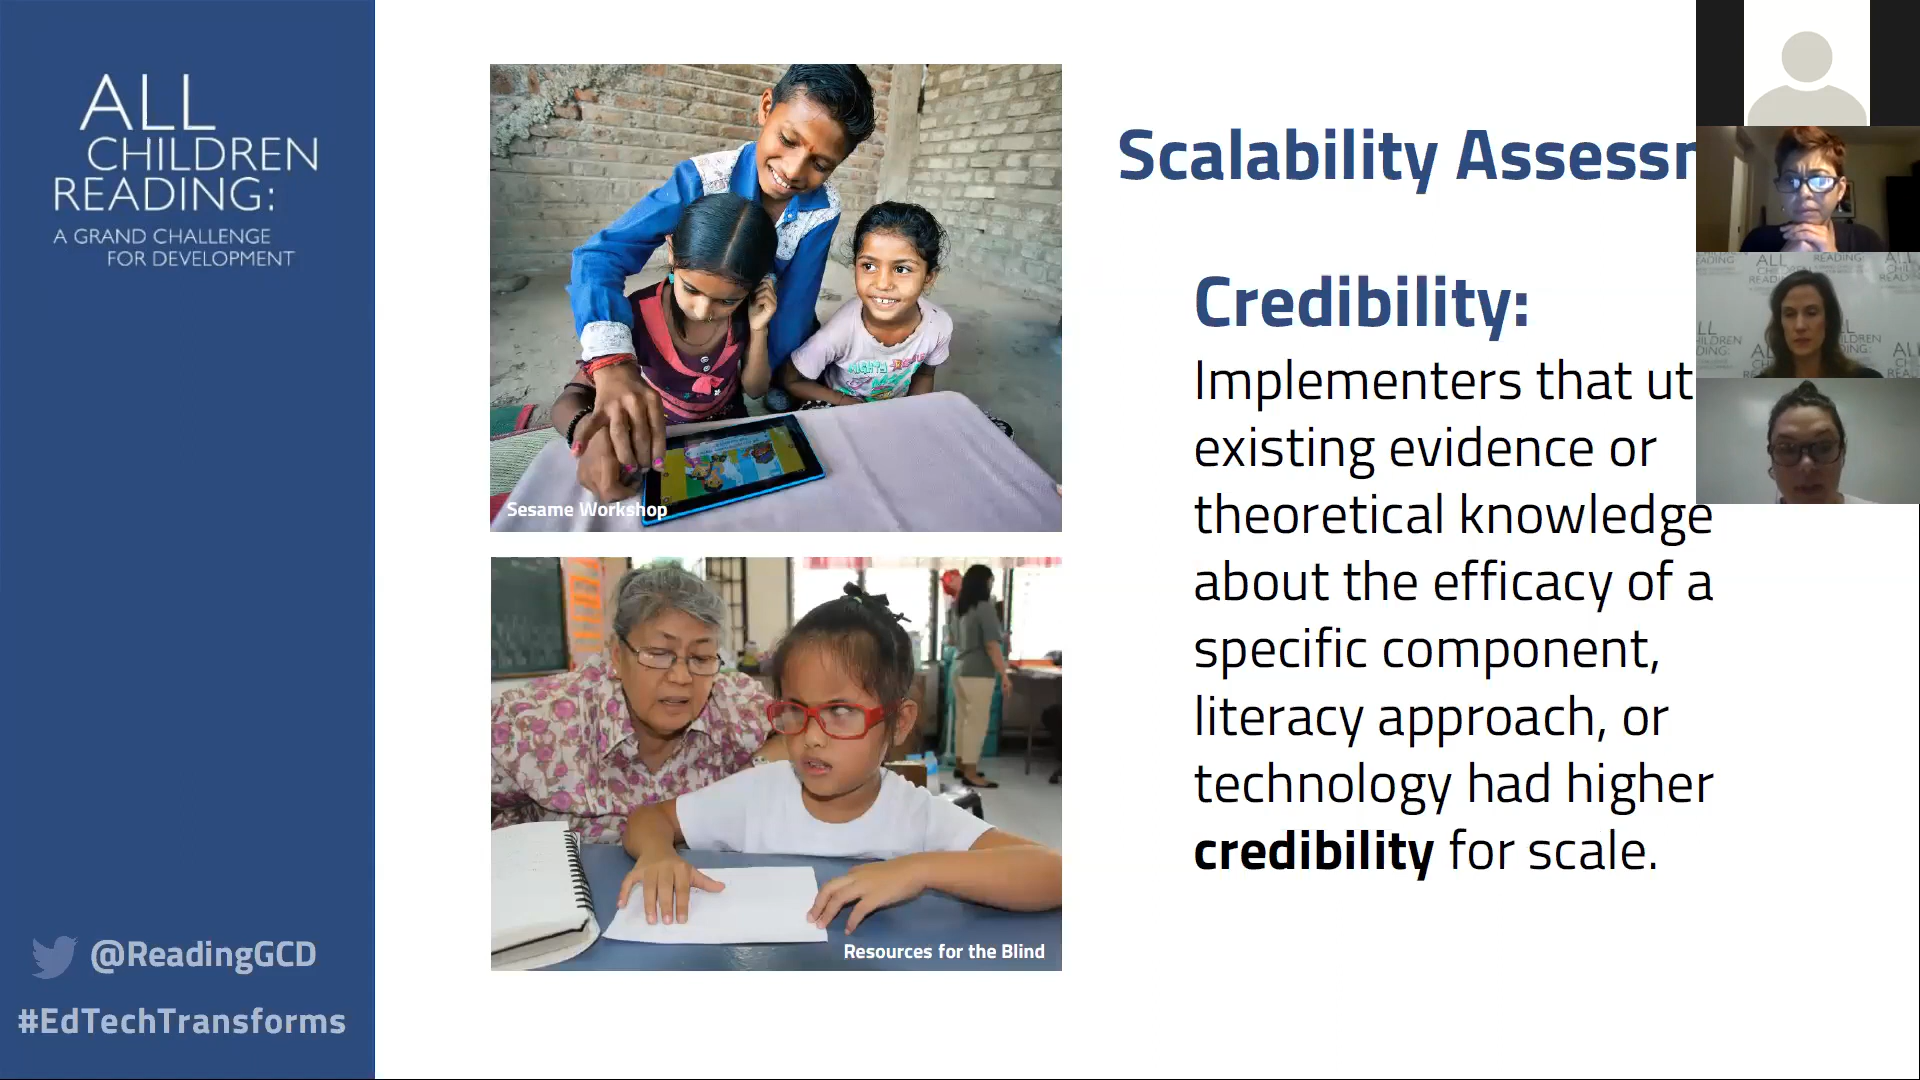 ALL
CHILDREN
READING:
A GRAND CHALLENGE
FOR DEVELOPMENT
@ReadingGCD
#EdTechTransforms
Sesame Workshop
Resources for the Blind
Scalability Assessm
Credibility:
Implementers that ut
existing evidence or
theoretical knowledge
about the efficacy of a
specific component,
literacy approach, or
technology had higher
credibility for scale.